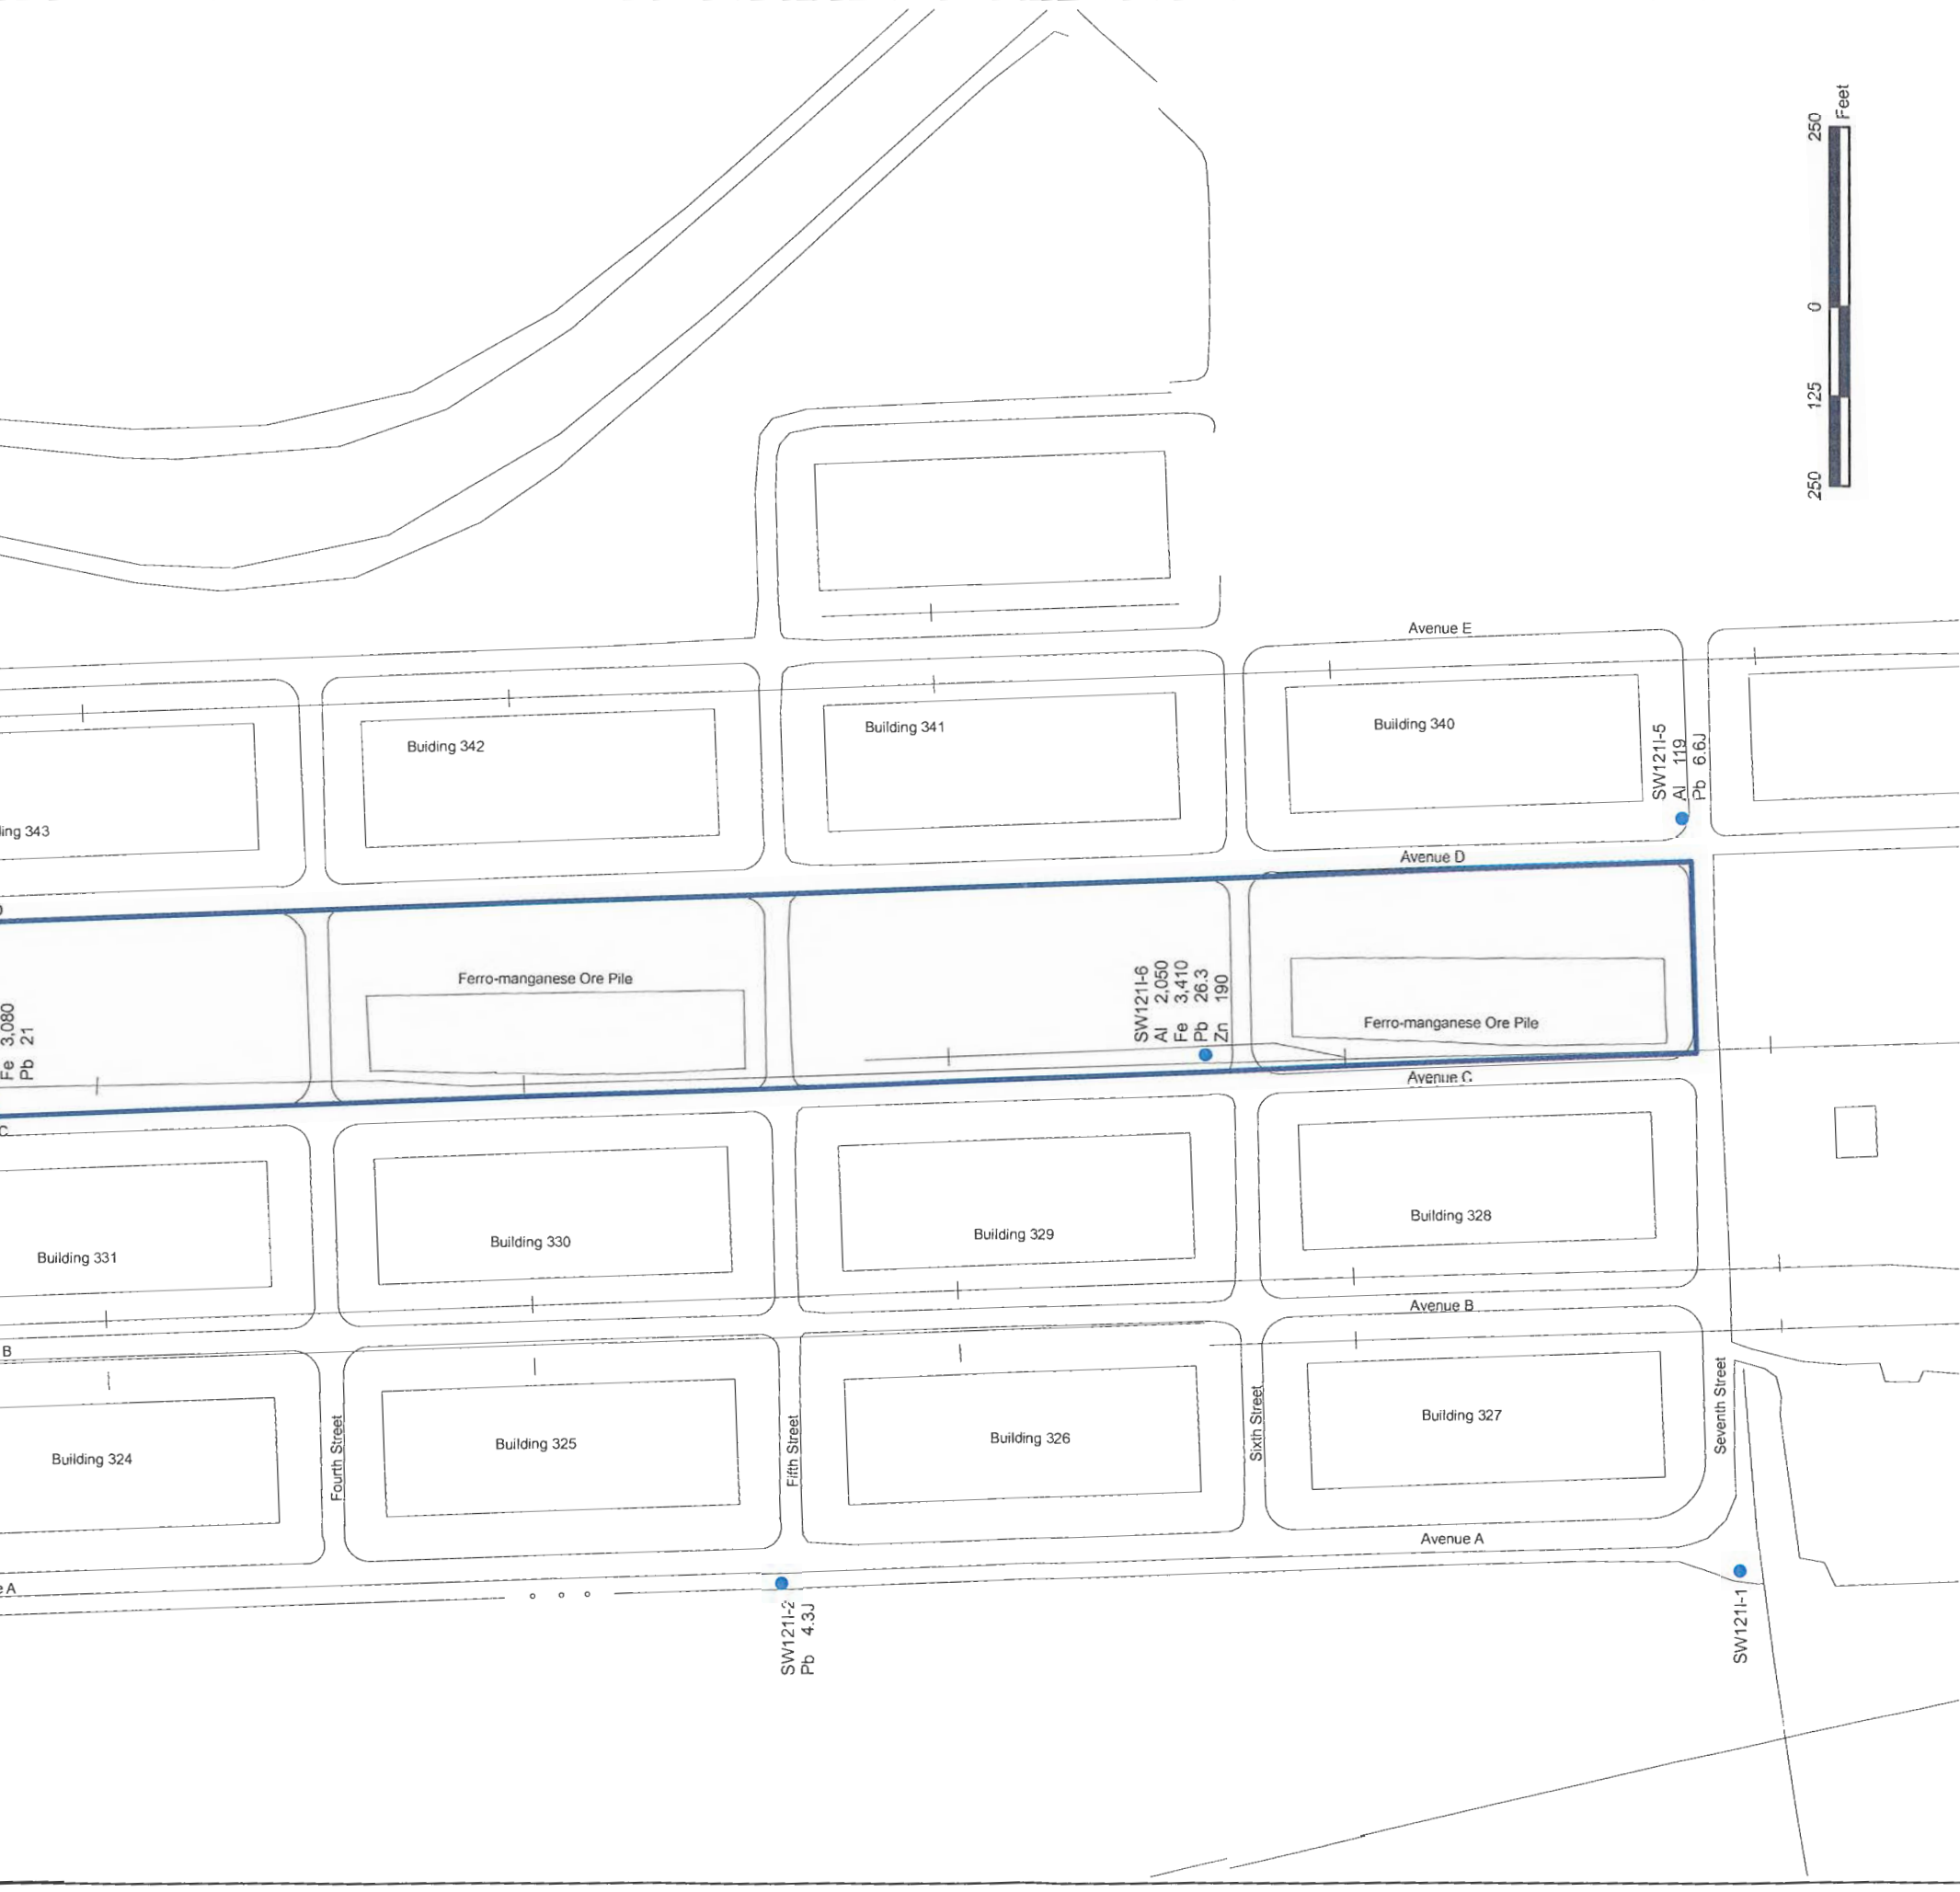 Feet
250
0
125
250
Avenue E
Building 340
Building 341
Buiding 342
ing 343
SW121I-5
Al 119
Pb 6.6J
Avenue D
Ferro-manganese Ore Pile
SW121I-6
Al 2,050
Fe 3,410
Pb 26.3
Zn 190
Fe 3,080
Pb 21
Ferro-manganese Ore Pile
Avenue C
C
Building 328
Building 329
Building 330
Building 331
Avenue B
B
Fourth Street
Fifth Street
Sixth Street
Seventh Street
Building 327
Building 326
Building 325
Building 324
Avenue A
e A
SW121I-2
Pb 4.3J
SW121I-1